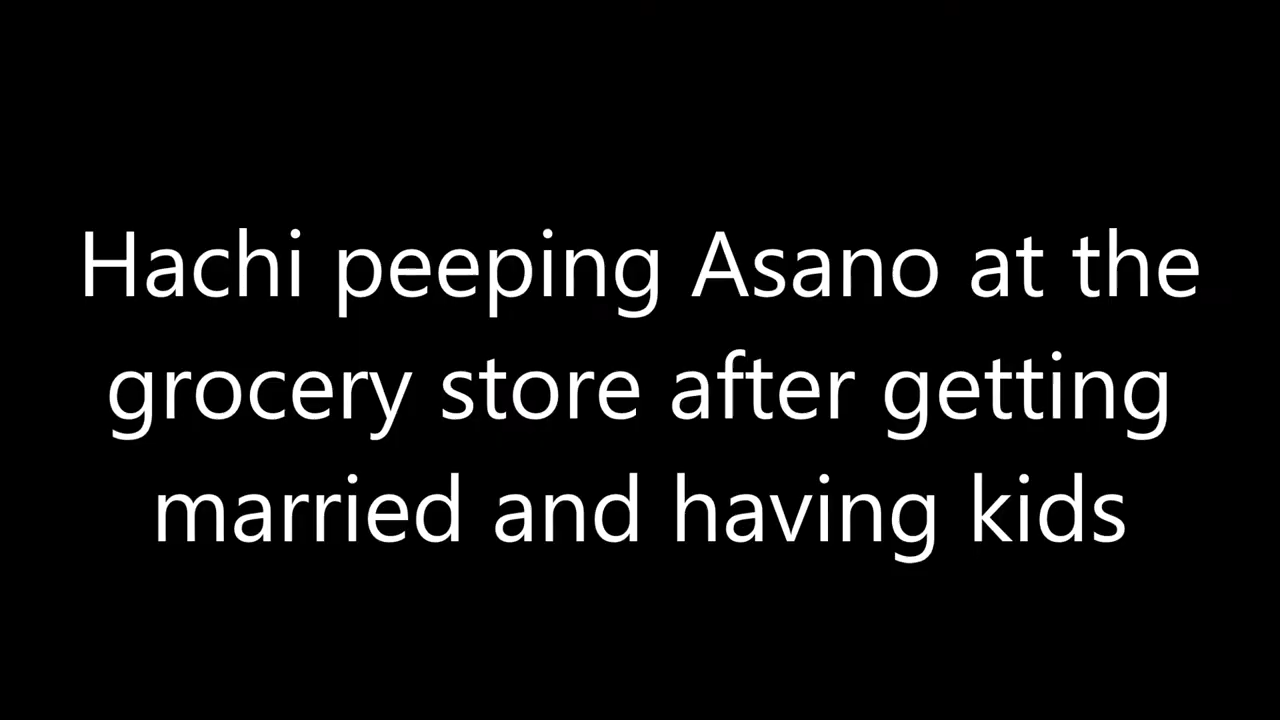 Hachi peeping Asano at the
grocery store after getting
married and having kids